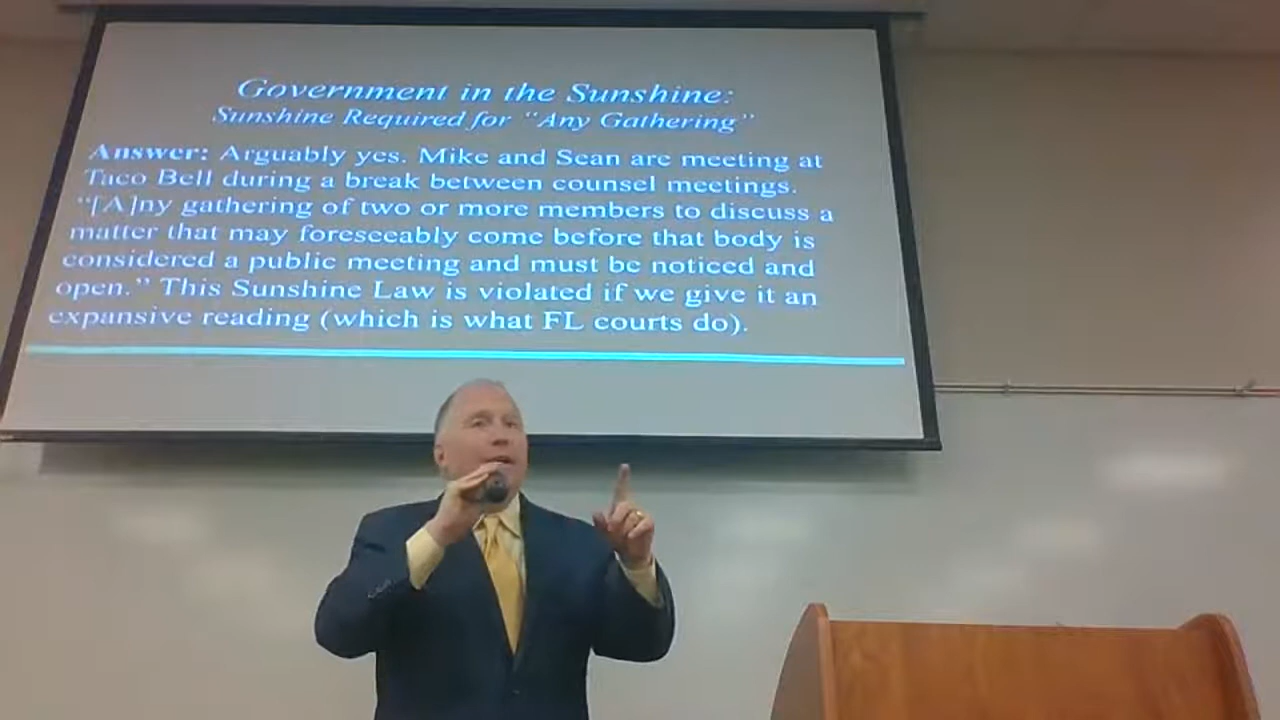 Government in the Sunshine:
Sunshine Required for "Any Gathering"
Answer: Arguably yes. Mike and Sean are meeting at
Taco Bell during a break between counsel meetings.
"[A]ny gathering of two or more members to discuss a
matter that may foreseeably come before that body is
considered a public meeting and must be noticed and
open." This Sunshine Law is violated if we give it an
expansive reading (which is what FL courts do).